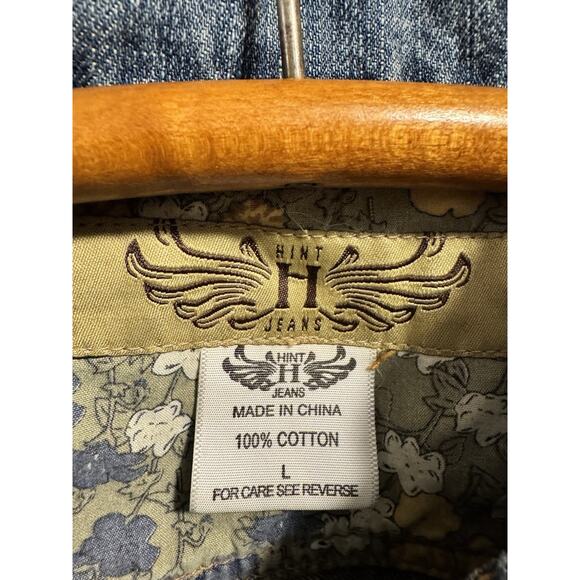 HINT
H
JEANS
HINT
H
JEANS
MADE IN CHINA
100% COTTON
L
FOR CARE SEE REVERSE